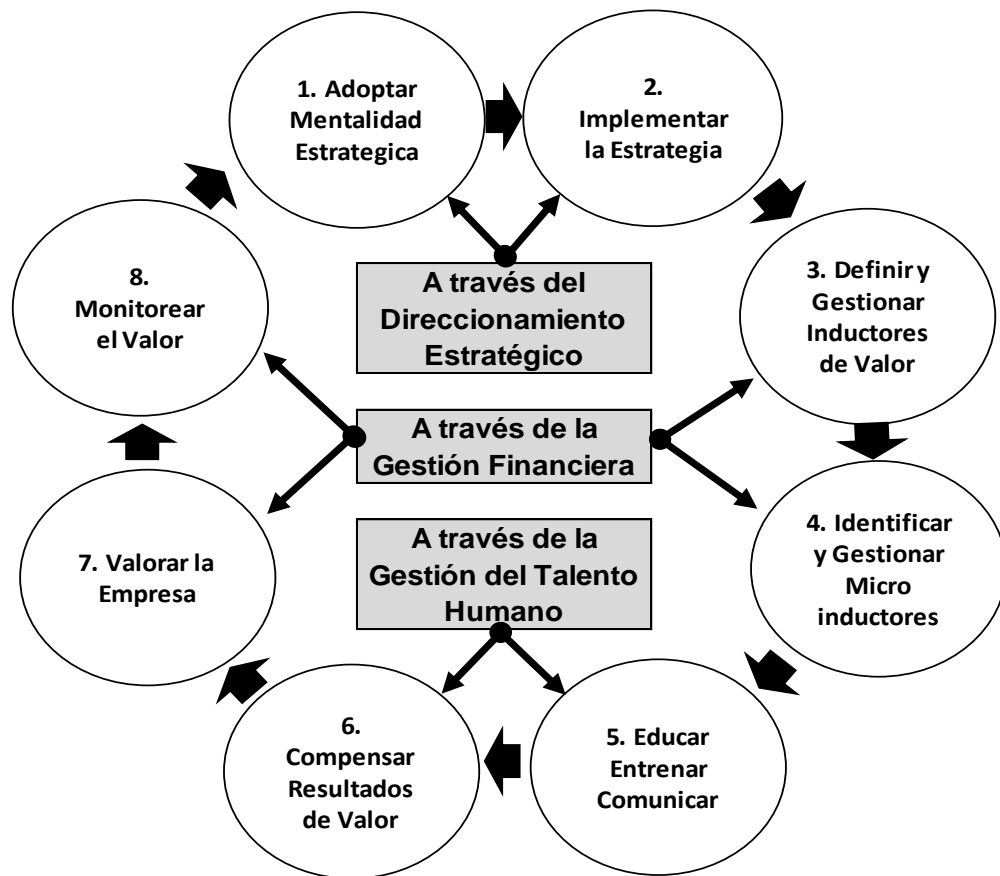 1. Adoptar
Mentalidad
Estrategica
2.
Implementar
la Estrategia
3. Definir y
Gestionar
Inductores
de Valor
4. Identificar
y Gestionar
Micro
inductores
5. Educar
Entrenar
Comunicar
6.
Compensar
Resultados
de Valor
7. Valorar la
Empresa
8.
Monitorear
el Valor
A través del
Direccionamiento
Estratégico
A través de la
Gestión Financiera
A través de la
Gestión del Talento
Humano